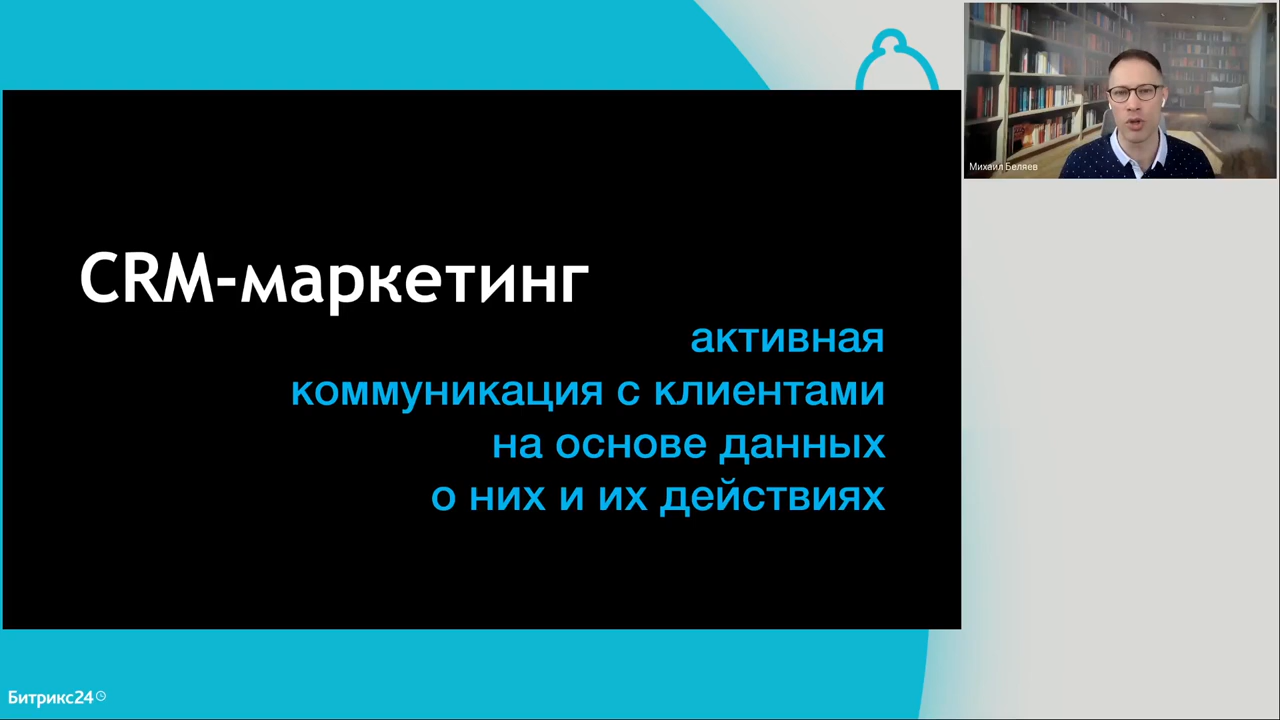 CRM-маркетинг
активная
коммуникация с клиентами
на основе данных
о них и их действиях
Михаил Беляев
Битрикс24